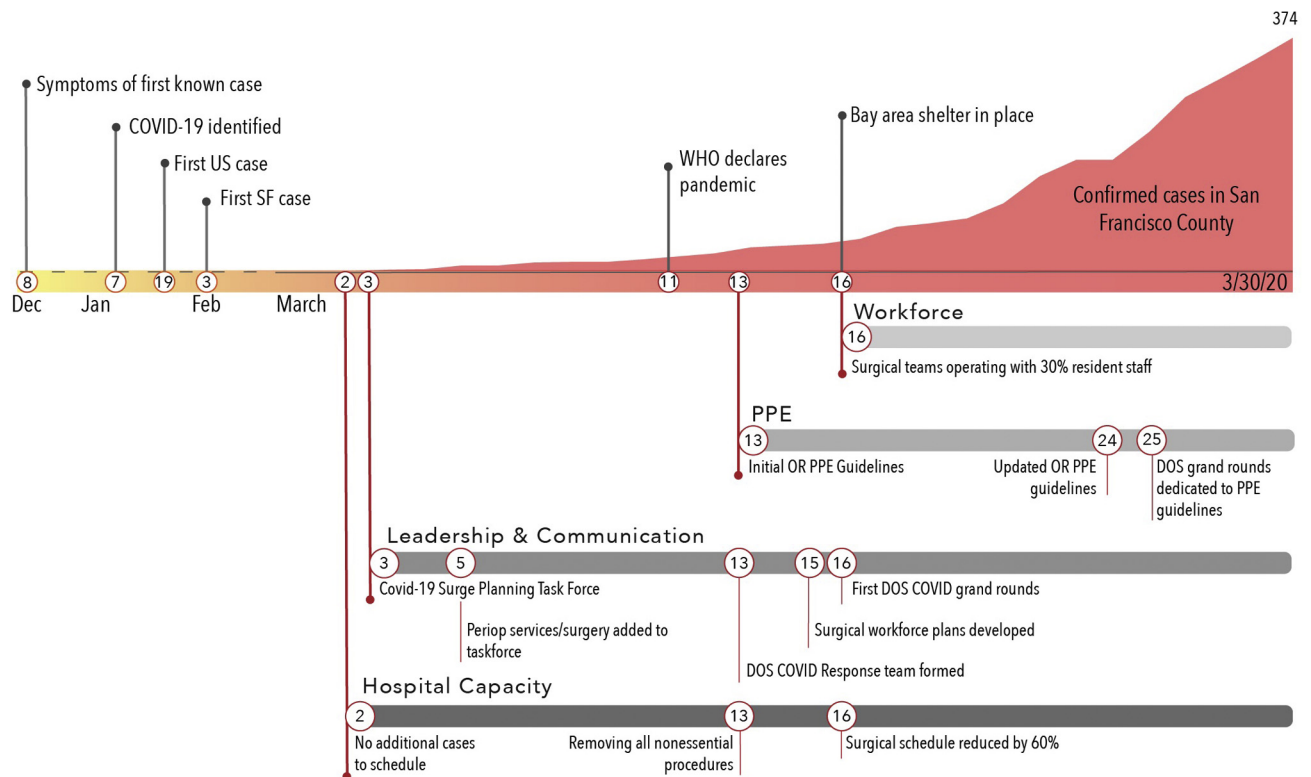 374
Symptoms of first known case
COVID-19 identified
First US case
First SF case
WHO declares
pandemic
Bay area shelter in place
Confirmed cases in San
Francisco County
8
7
19
3
2
3
11
13
16
3/30/20
Dec
Jan
Feb
March
Workforce
16
Surgical teams operating with 30% resident staff
PPE
13
24
25
Initial OR PPE Guidelines
Updated OR PPE
guidelines
DOS grand rounds
dedicated to PPE
guidelines
Leadership & Communication
3
5
13
15
16
Covid-19 Surge Planning Task Force
First DOS COVID grand rounds
Periop services/surgery added to
taskforce
Surgical workforce plans developed
DOS COVID Response team formed
Hospital Capacity
2
13
16
No additional cases
to schedule
Removing all nonessential
procedures
Surgical schedule reduced by 60%